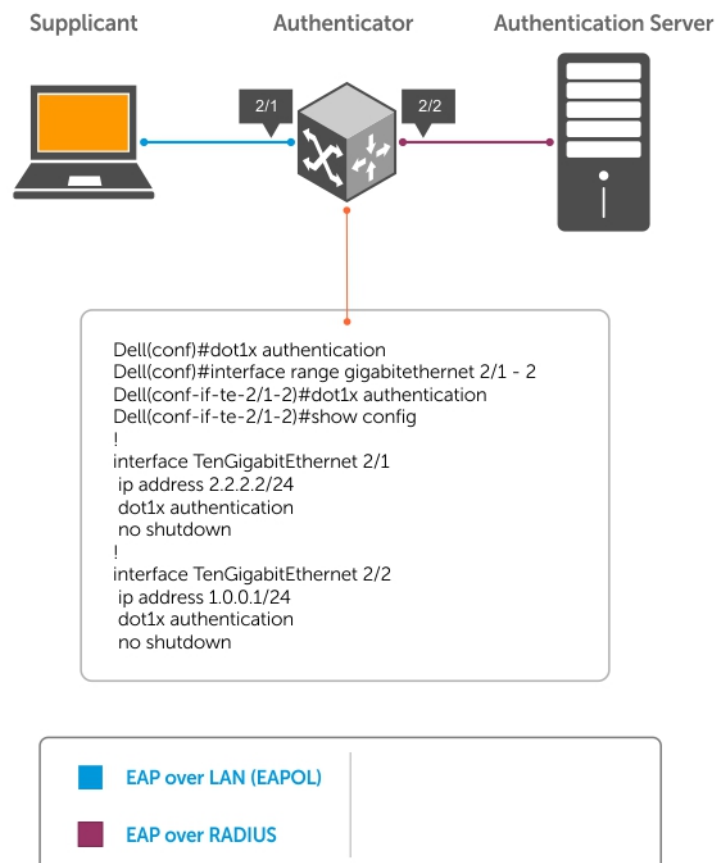 Supplicant
Authenticator
Authentication Server
2/1
2/2
Dell(conf)#dot1x authentication
Dell(conf)#interface range gigabitethernet 2/1 - 2
Dell(conf-if-te-2/1-2)#dot1x authentication
Dell(conf-if-te-2/1-2)#show config
!
interface TenGigabitEthernet 2/1
ip address 2.2.2.2/24
dot1x authentication
no shutdown
!
interface TenGigabitEthernet 2/2
ip address 1.0.0.1/24
dot1x authentication
no shutdown
EAP over LAN (EAPOL)
EAP over RADIUS